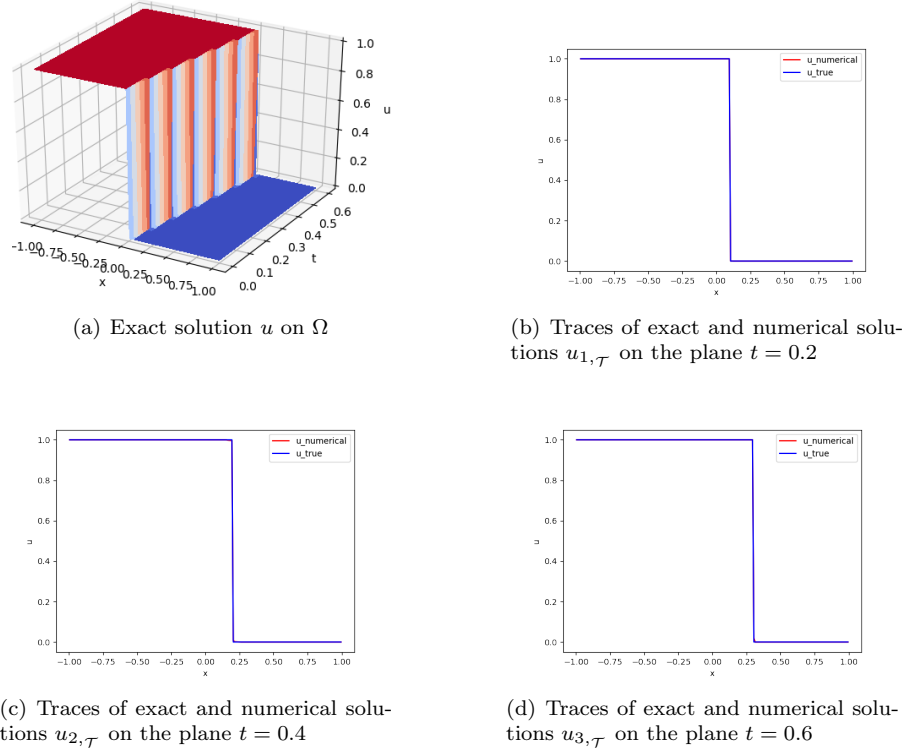 1.0
0.8
0.6
0.4
0.2
0.0
u
-1.00
-0.75
-0.50
-0.25
0.00
0.25
0.50
0.75
1.00
x
0.0
0.1
0.2
0.3
0.4
0.5
0.6
t
(a) Exact solution u on Ω
u_numerical
u_true
1.0
0.8
0.6
0.4
0.2
0.0
u
−1.00 −0.75 −0.50 −0.25 0.00 0.25 0.50 0.75 1.00
x
(b) Traces of exact and numerical solu-
tions u₁,𝒯 on the plane t = 0.2
u_numerical
u_true
1.0
0.8
0.6
0.4
0.2
0.0
u
−1.00 −0.75 −0.50 −0.25 0.00 0.25 0.50 0.75 1.00
x
(c) Traces of exact and numerical solu-
tions u₂,𝒯 on the plane t = 0.4
u_numerical
u_true
1.0
0.8
0.6
0.4
0.2
0.0
u
−1.00 −0.75 −0.50 −0.25 0.00 0.25 0.50 0.75 1.00
x
(d) Traces of exact and numerical solu-
tions u₃,𝒯 on the plane t = 0.6